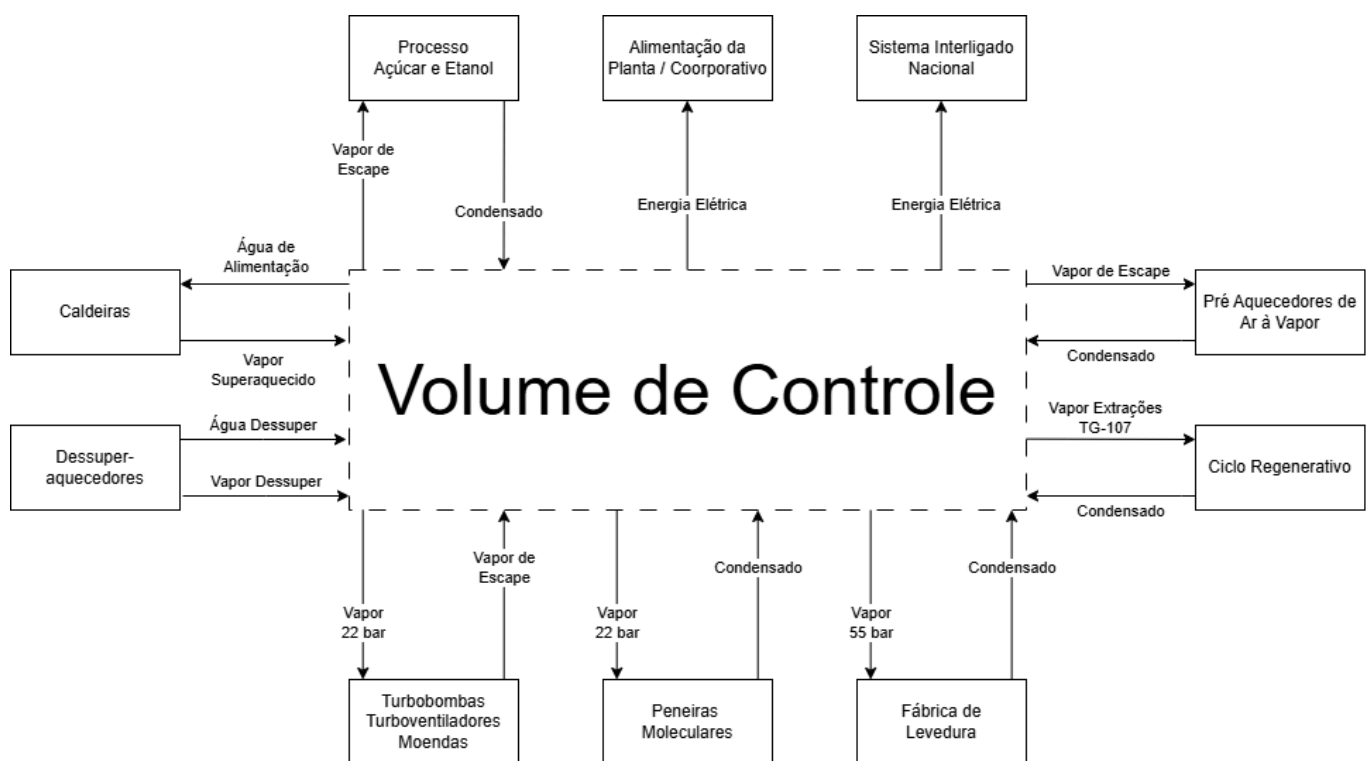 Processo
Açúcar e Etanol
Alimentação da
Planta / Coorporativo
Sistema Interligado
Nacional
Vapor de
Escape
Condensado
Energia Elétrica
Energia Elétrica
Água de
Alimentação
Caldeiras
Vapor
Superaquecido
Vapor de Escape
Pré Aquecedores de
Ar à Vapor
Condensado
Volume de Controle
Água Dessuper
Dessuper-
aquecedores
Vapor Dessuper
Vapor Extrações
TG-107
Ciclo Regenerativo
Condensado
Vapor
22 bar
Vapor de
Escape
Vapor
22 bar
Condensado
Vapor
55 bar
Condensado
Turbobombas
Turboventiladores
Moendas
Peneiras
Moleculares
Fábrica de
Levedura